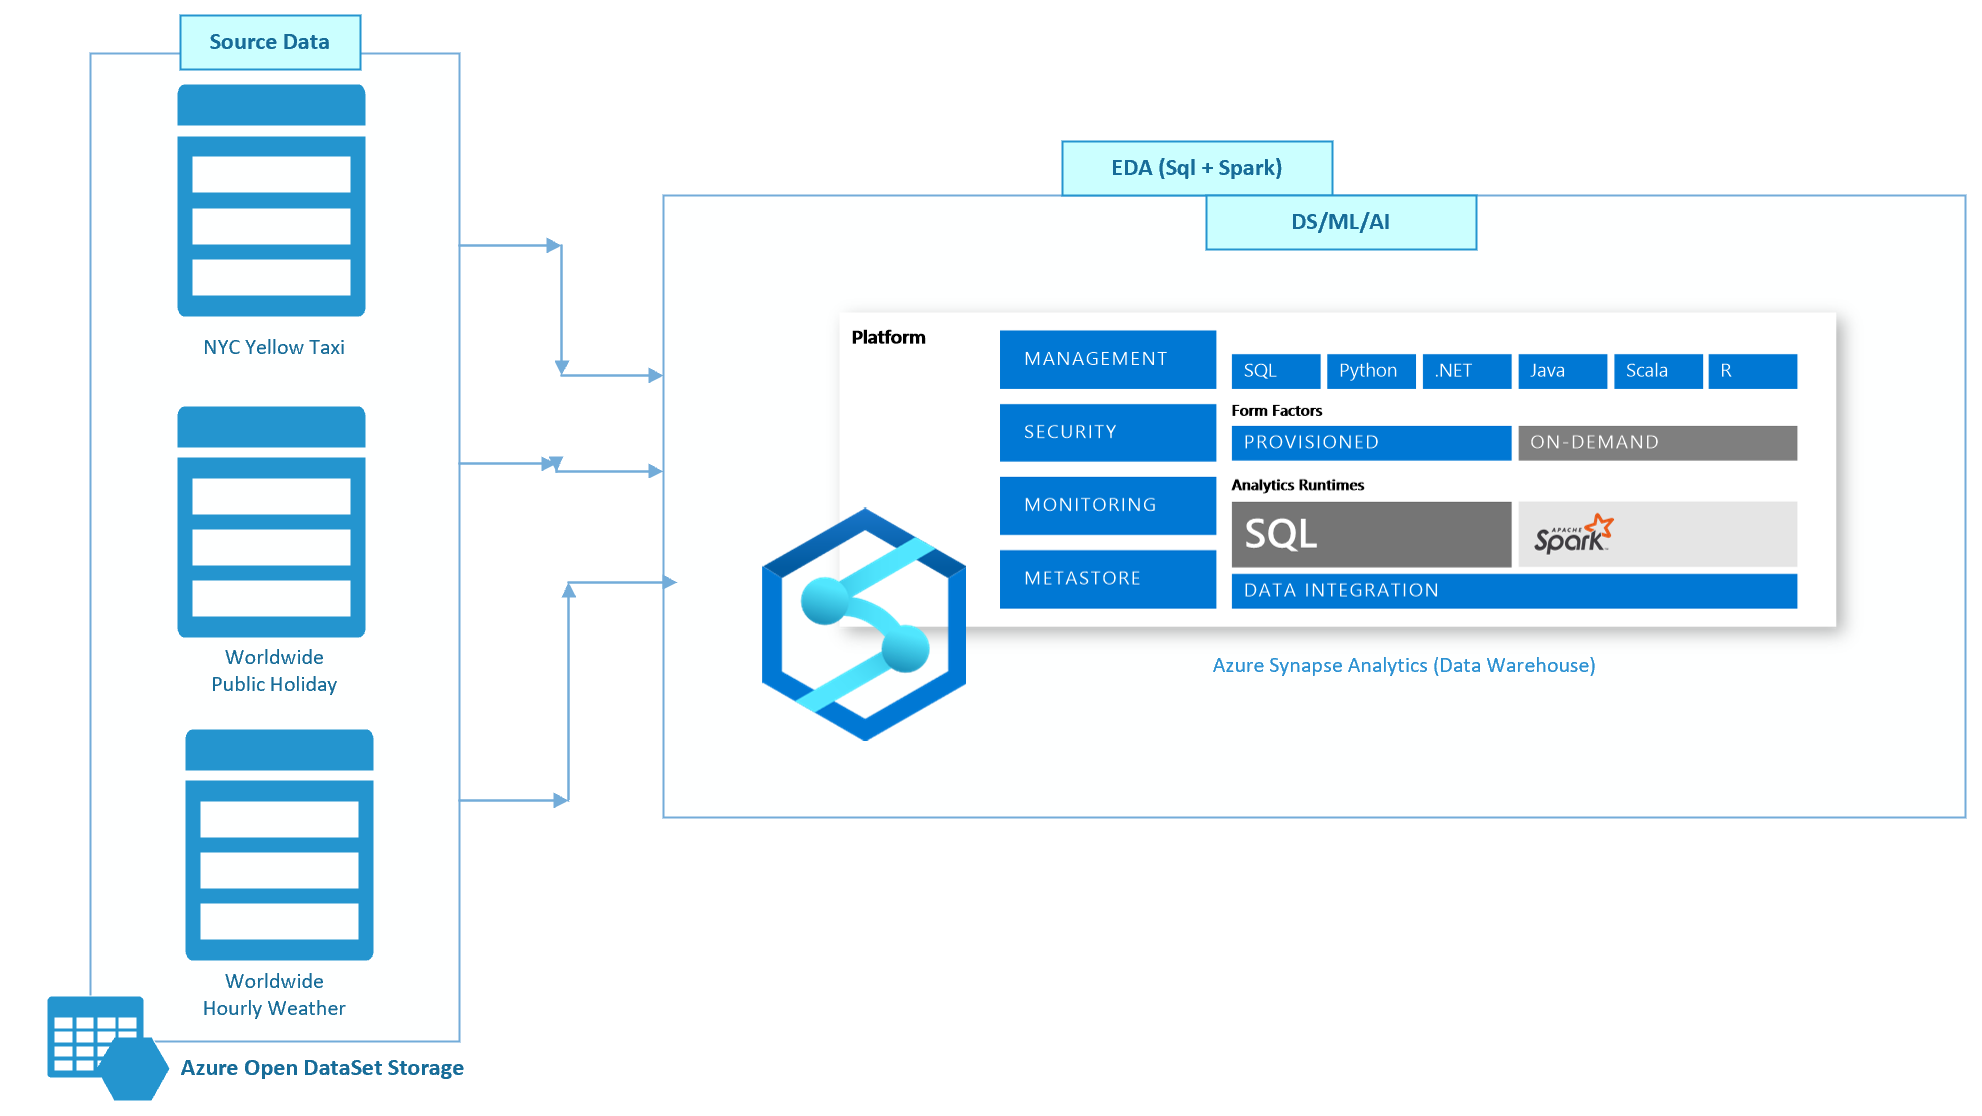 Source Data
NYC Yellow Taxi
Worldwide
Public Holiday
Worldwide
Hourly Weather
Azure Open DataSet Storage
EDA (Sql + Spark)
DS/ML/AI
Platform
MANAGEMENT
SECURITY
MONITORING
METASTORE
SQL Python .NET Java Scala R
Form Factors
PROVISIONED ON-DEMAND
Analytics Runtimes
SQL
APACHE
Spark™
DATA INTEGRATION
Azure Synapse Analytics (Data Warehouse)